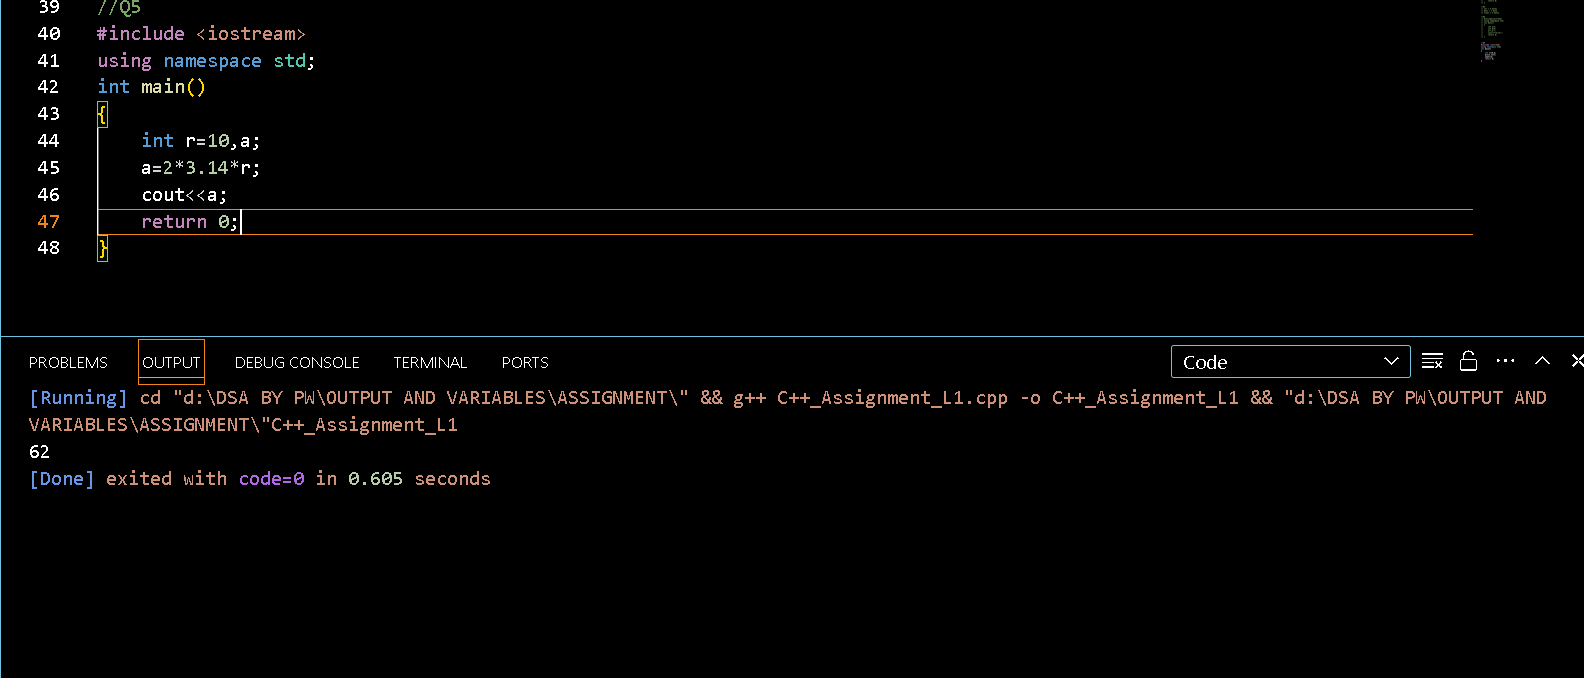 39 //Q5
40 #include <iostream>
41 using namespace std;
42 int main()
43 {
44 int r=10,a;
45 a=2*3.14*r;
46 cout<<a;
47 return 0;
48 }
PROBLEMS OUTPUT DEBUG CONSOLE TERMINAL PORTS Code
[Running] cd "d:\DSA BY PW\OUTPUT AND VARIABLES\ASSIGNMENT\" && g++ C++_Assignment_L1.cpp -o C++_Assignment_L1 && "d:\DSA BY PW\OUTPUT AND
VARIABLES\ASSIGNMENT\"C++_Assignment_L1
62
[Done] exited with code=0 in 0.605 seconds